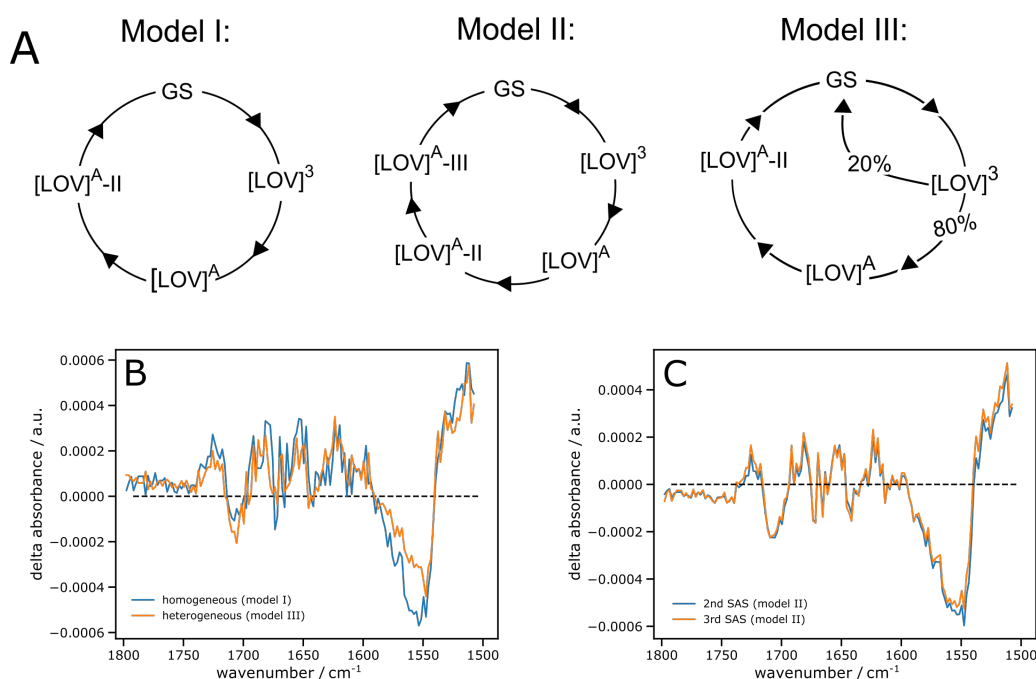 A
Model I:
Model II:
Model III:
GS
[LOV]³
[LOV]ᴬ
[LOV]ᴬ-II
GS
[LOV]³
[LOV]ᴬ
[LOV]ᴬ-II
[LOV]ᴬ-III
GS
[LOV]³
20%
80%
[LOV]ᴬ
[LOV]ᴬ-II
B
delta absorbance / a.u.
0.0006
0.0004
0.0002
0.0000
−0.0002
−0.0004
−0.0006
homogeneous (model I)
heterogeneous (model III)
1800 1750 1700 1650 1600 1550 1500
wavenumber / cm⁻¹
C
delta absorbance / a.u.
0.0004
0.0002
0.0000
−0.0002
−0.0004
−0.0006
2nd SAS (model II)
3rd SAS (model II)
1800 1750 1700 1650 1600 1550 1500
wavenumber / cm⁻¹